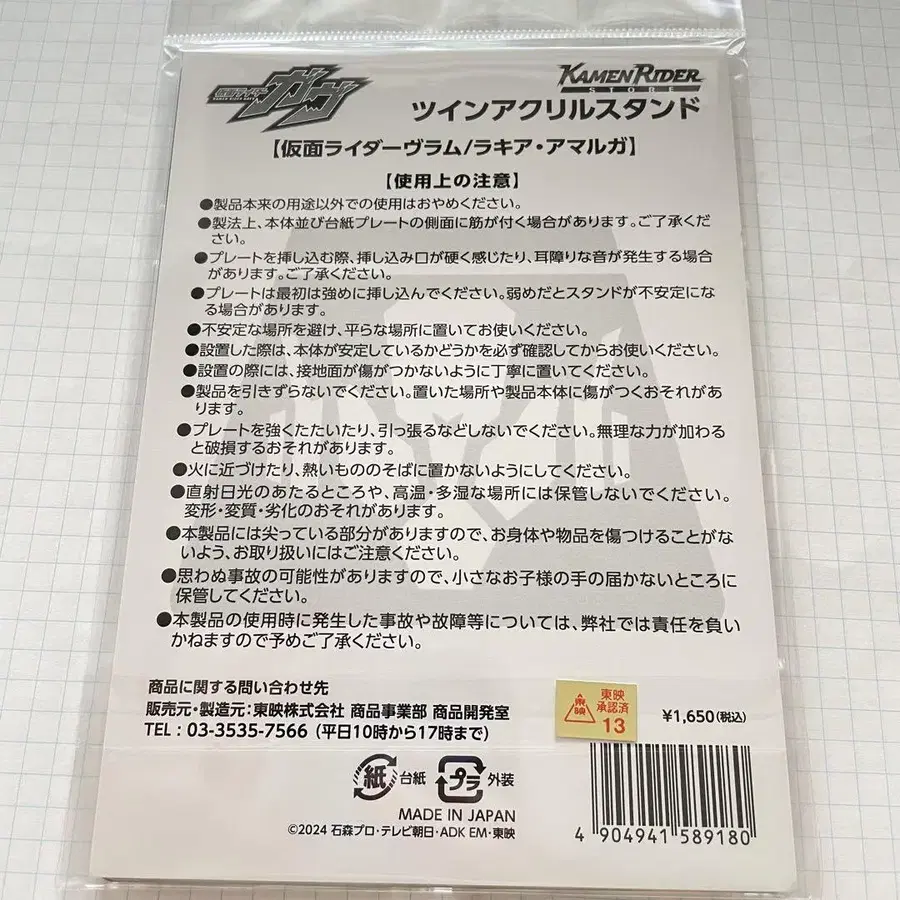 仮面ライダー
ガヴ
KAMEN RIDER
STORE
ツインアクリルスタンド
【仮面ライダーヴラム/ラキア・アマルガ】
【使用上の注意】
●製品本来の用途以外での使用はおやめください。
●製法上、本体並び台紙プレートの側面に筋が付く場合があります。ご了承くだ
さい。
●プレートを挿し込む際、挿し込み口が硬く感じたり、耳障りな音が発生する場合
があります。ご了承ください。
●プレートは最初は強めに挿し込んでください。弱めだとスタンドが不安定にな
る場合があります。
●不安定な場所を避け、平らな場所に置いてお使いください。
●設置した際は、本体が安定しているかどうかを必ず確認してからお使いください。
●設置の際には、接地面が傷がつかないように丁寧に置いてください。
●製品を引きずらないでください。置いた場所や製品本体に傷がつくおそれがあ
ります。
●プレートを強くたたいたり、引っ張るなどしないでください。無理な力が加わる
と破損するおそれがあります。
●火に近づけたり、熱いもののそばに置かないようにしてください。
●直射日光のあたるところや、高温・多湿な場所には保管しないでください。
変形・変質・劣化のおそれがあります。
●本製品には尖っている部分がありますので、お身体や物品を傷つけることがな
いよう、お取り扱いにはご注意ください。
●思わぬ事故の可能性がありますので、小さなお子様の手の届かないところに
保管してください。
●本製品の使用時に発生した事故や故障等については、弊社では責任を負い
かねますので予めご了承ください。
商品に関する問い合わせ先
販売元・製造元：東映株式会社 商品事業部 商品開発室
TEL：03-3535-7566（平日10時から17時まで）
東映
東映
承認済
13
¥1,650(税込)
紙 台紙 プラ 外装
MADE IN JAPAN
©2024 石森プロ・テレビ朝日・ADK EM・東映
4 904941 589180